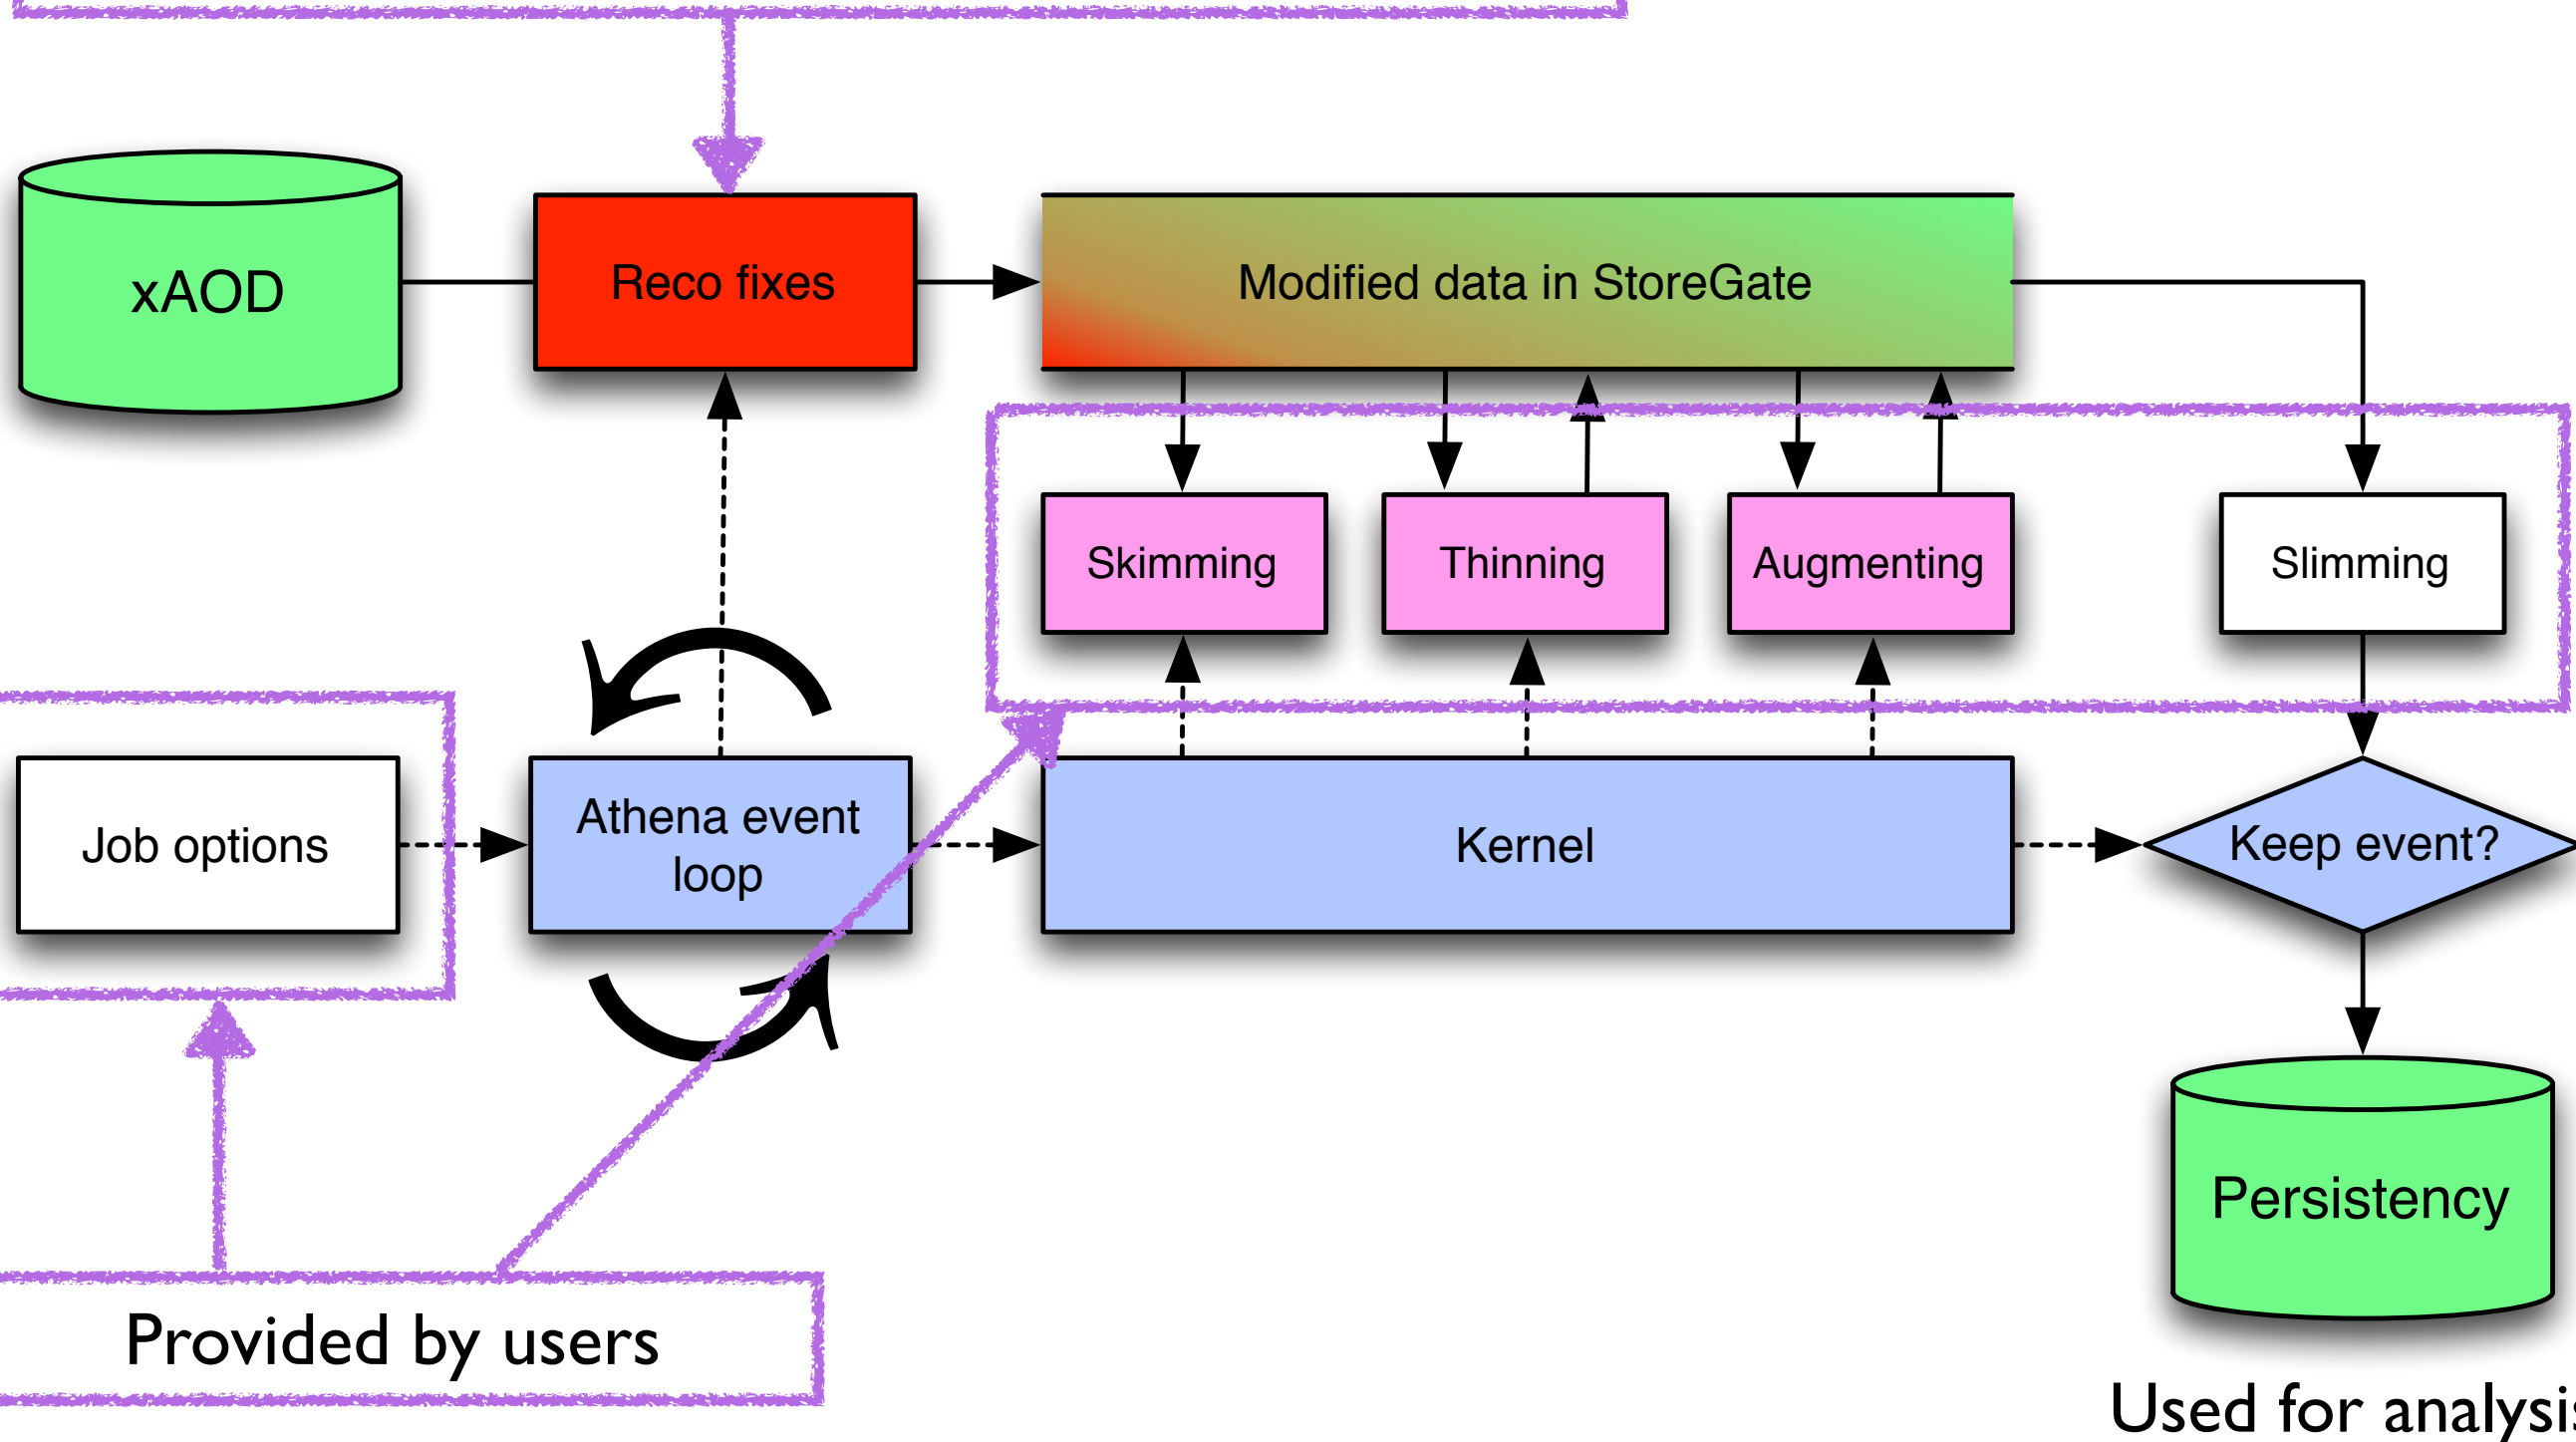 xAOD
Reco fixes
Modified data in StoreGate
Skimming
Thinning
Augmenting
Slimming
Job options
Athena event
loop
Kernel
Keep event?
Persistency
Provided by users
Used for analysis